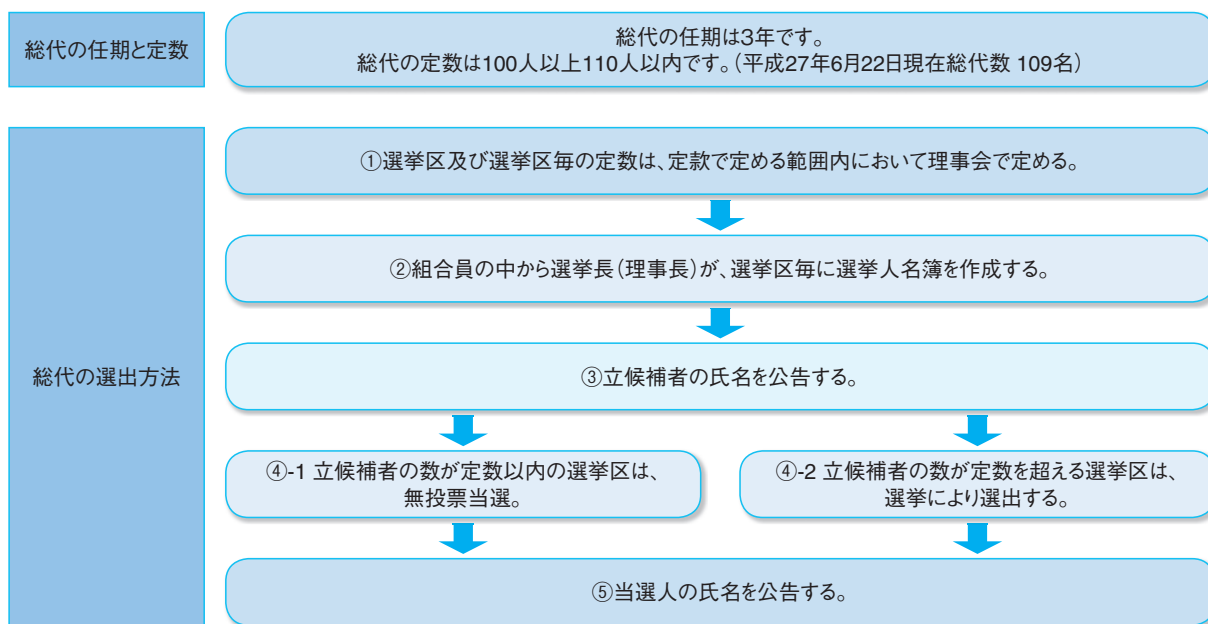 総代の任期と定数
総代の任期は3年です。
総代の定数は100人以上110人以内です。（平成27年6月22日現在総代数 109名）
総代の選出方法
①選挙区及び選挙区毎の定数は、定款で定める範囲内において理事会で定める。
②組合員の中から選挙長（理事長）が、選挙区毎に選挙人名簿を作成する。
③立候補者の氏名を公告する。
④-1 立候補者の数が定数以内の選挙区は、
無投票当選。
④-2 立候補者の数が定数を超える選挙区は、
選挙により選出する。
⑤当選人の氏名を公告する。